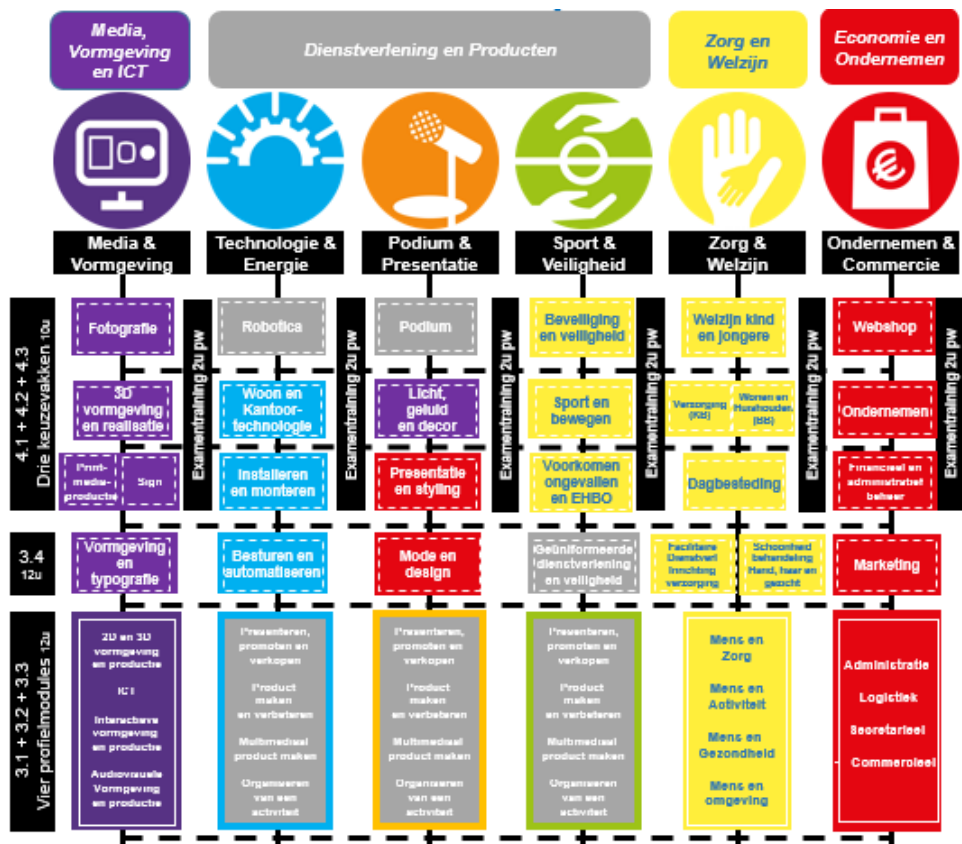 Media,
Vormgeving
en ICT
Dienstverlening en Producten
Zorg en
Welzijn
Economie en
Ondernemen
€
Media &
Vormgeving
Technologie &
Energie
Podium &
Presentatie
Sport &
Veiligheid
Zorg &
Welzijn
Ondernemen &
Commercie
4.1 + 4.2 + 4.3
Drie keuzevakken 10u
Fotografie
Examentraining 2u pw
Robotica
Examentraining 2u pw
Podium
Examentraining 2u pw
Beveiliging
en veiligheid
Examentraining 2u pw
Welzijn kind
en jongere
Examentraining 2u pw
Webshop
Examentraining 2u pw
3D
vormgeving
en realisatie
Woon en
Kantoor-
technologie
Licht,
geluid
en decor
Sport en
bewegen
Verzorging
(KB)
Wonen en
Huishouden.
(BB)
Ondernemen
Print-
media-
productie
Sign
Installeren
en monteren
Presentatie
en styling
Voorkomen
ongevallen
en EHBO
Dagbesteding
Financieel en
administratief
beheer
3.4
12u
Vormgeving
en
typografie
Besturen en
automatiseren
Mode en
design
Geüniformeerde
dienstverlening
en veiligheid
Facilitaire
Dienstverl
Inrichting
verzorging
Schoonheid
behandeling
Hand, haar en
gezicht
Marketing
3.1 + 3.2 + 3.3
Vier profielmodules 12u
2D en 3D
vormgeving
en productie
ICT
Interactieve
vormgeving
en productie
Audiovisuele
Vormgeving
en productie
Presenteren,
promoten en
verkopen
Product
maken
en verbeteren
Multimediaal
product maken
Organiseren
van een
activiteit
Presenteren,
promoten en
verkopen
Product
maken
en verbeteren
Multimediaal
product maken
Organiseren
van een
activiteit
Presenteren,
promoten en
verkopen
Product
maken
en verbeteren
Multimediaal
product maken
Organiseren
van een
activiteit
Mens en
Zorg
Mens en
Activiteit
Mens en
Gezondheid
Mens en
omgeving
Administratie
Logistiek
Secretarieel
Commercieel